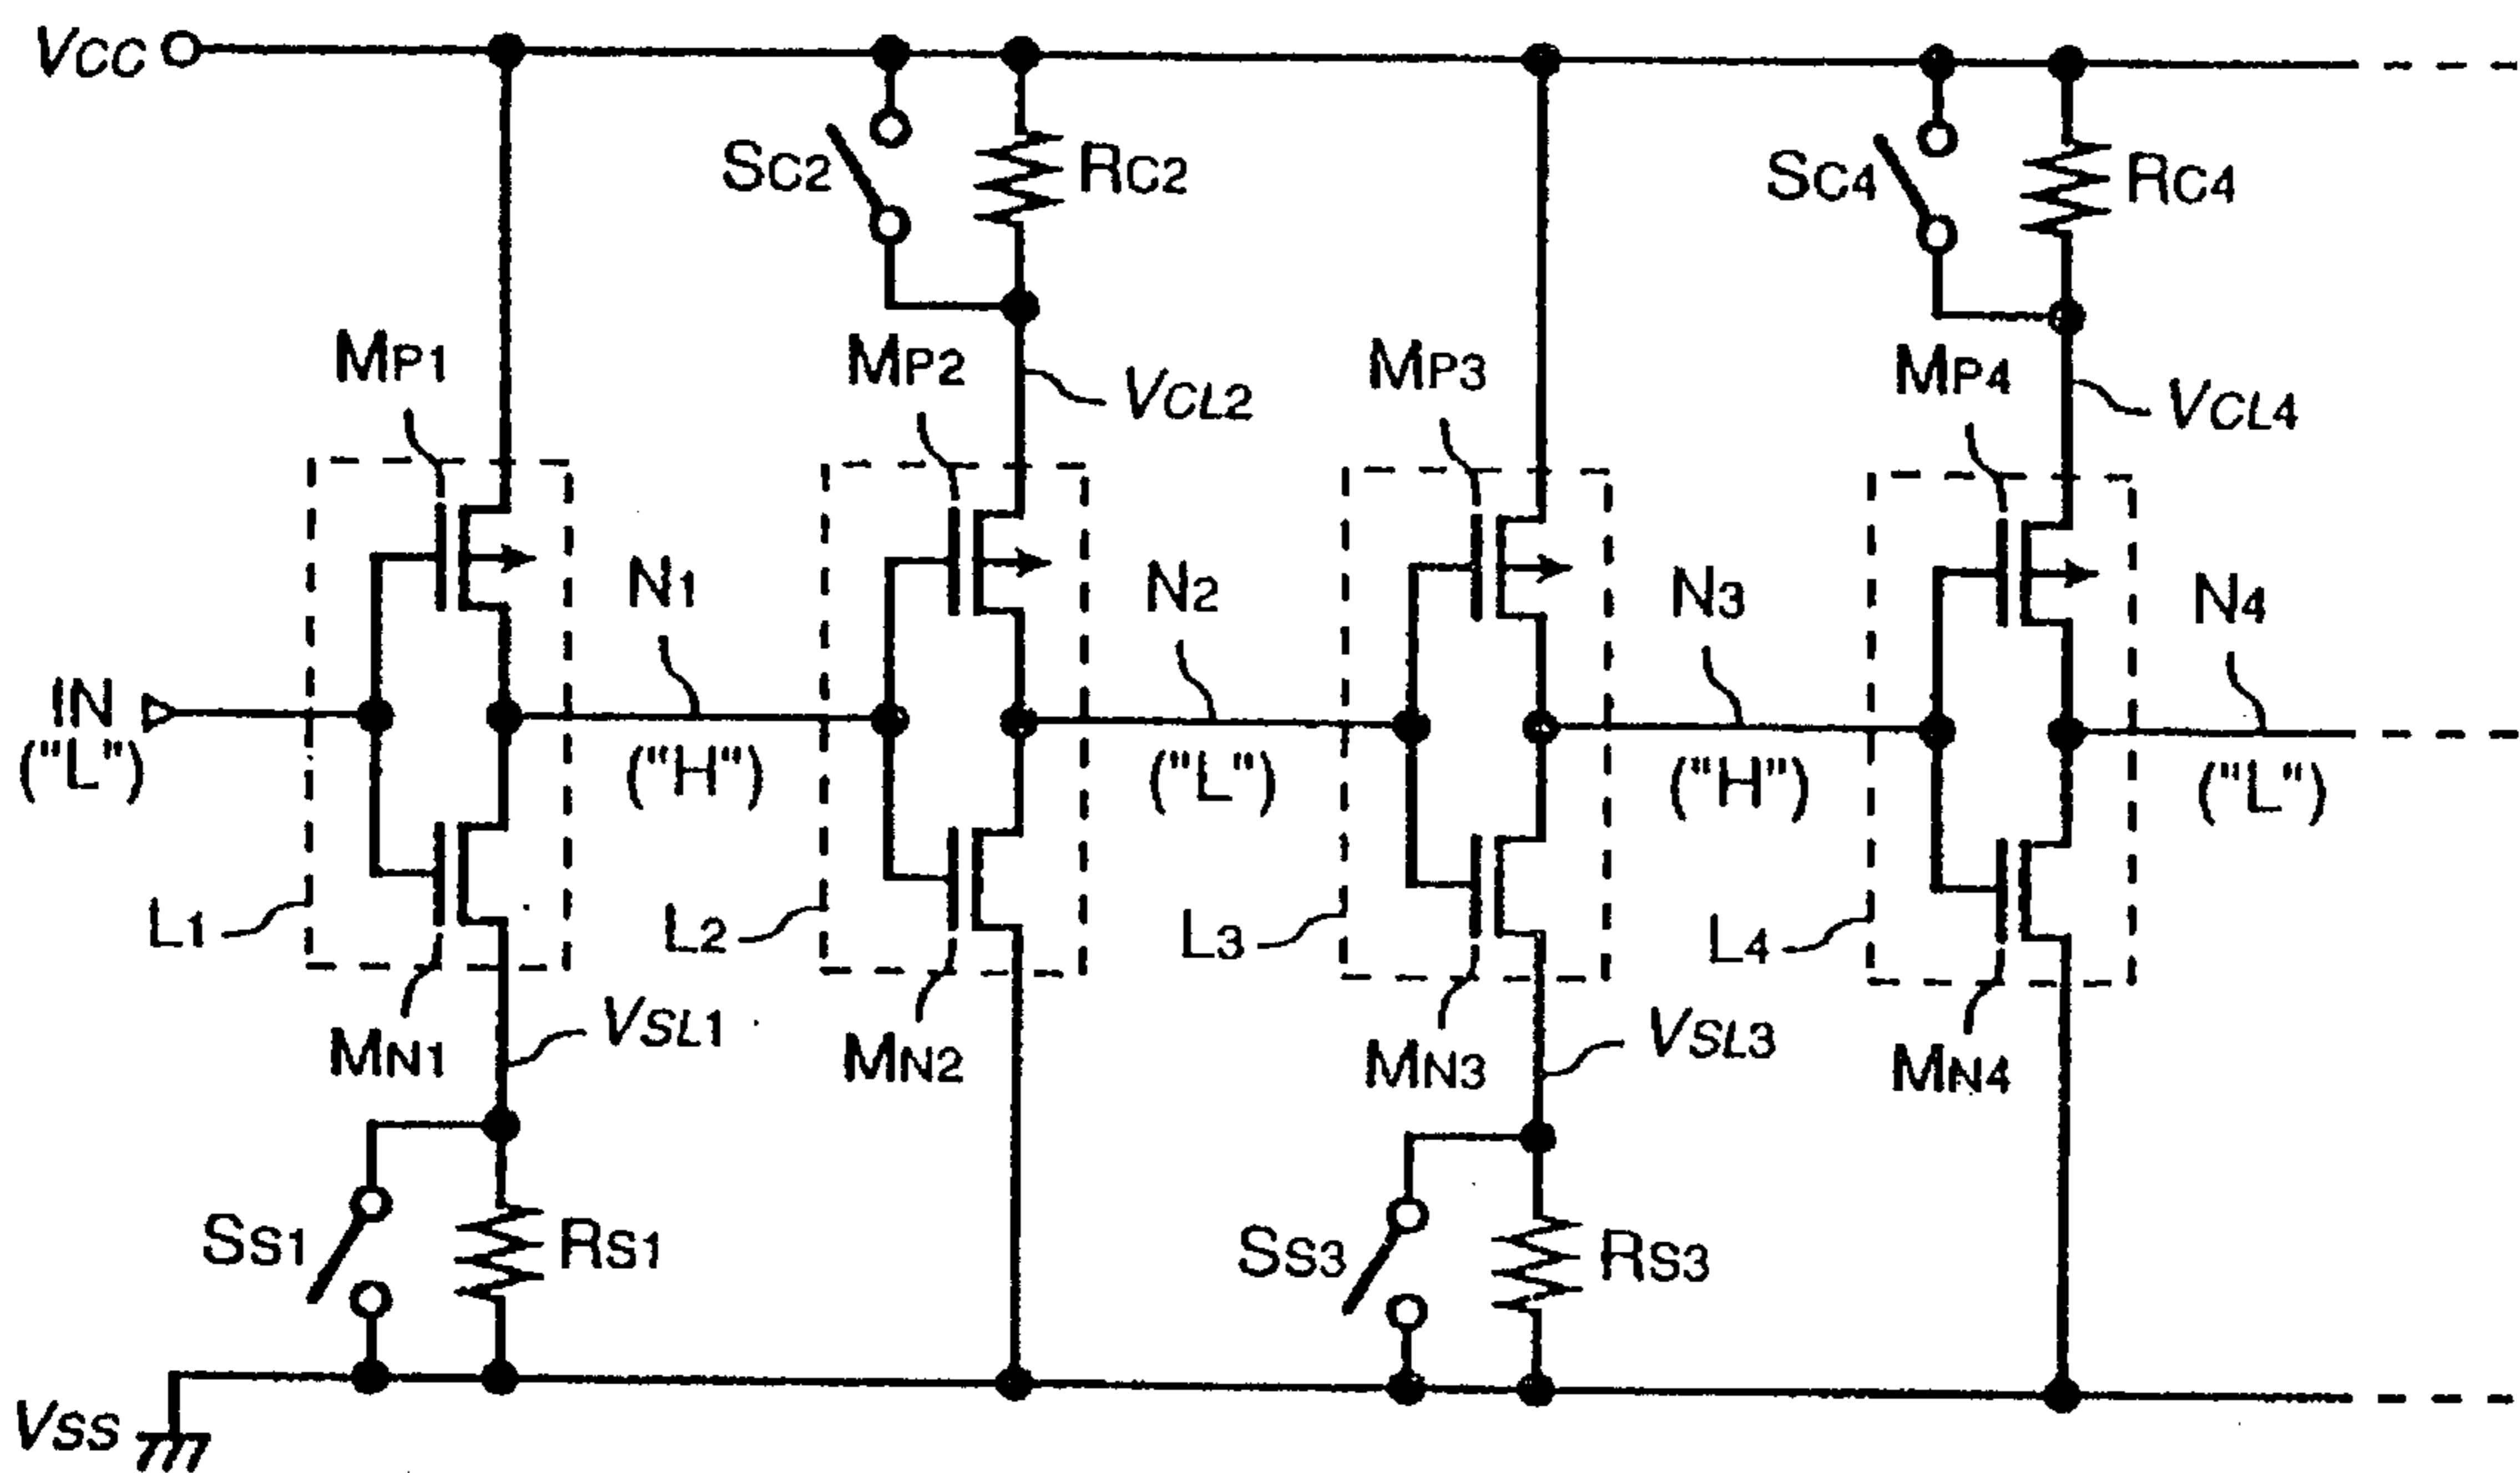 VCC
SC2
RC2
SC4
RC4
MP1
MP2
VCL2
MP3
MP4
VCL4
N1
N2
N3
N4
IN
("L")
("H")
("L")
("H")
("L")
L1
L2
L3
L4
MN1
VSL1
MN2
MN3
VSL3
MN4
SS1
RS1
SS3
RS3
VSS